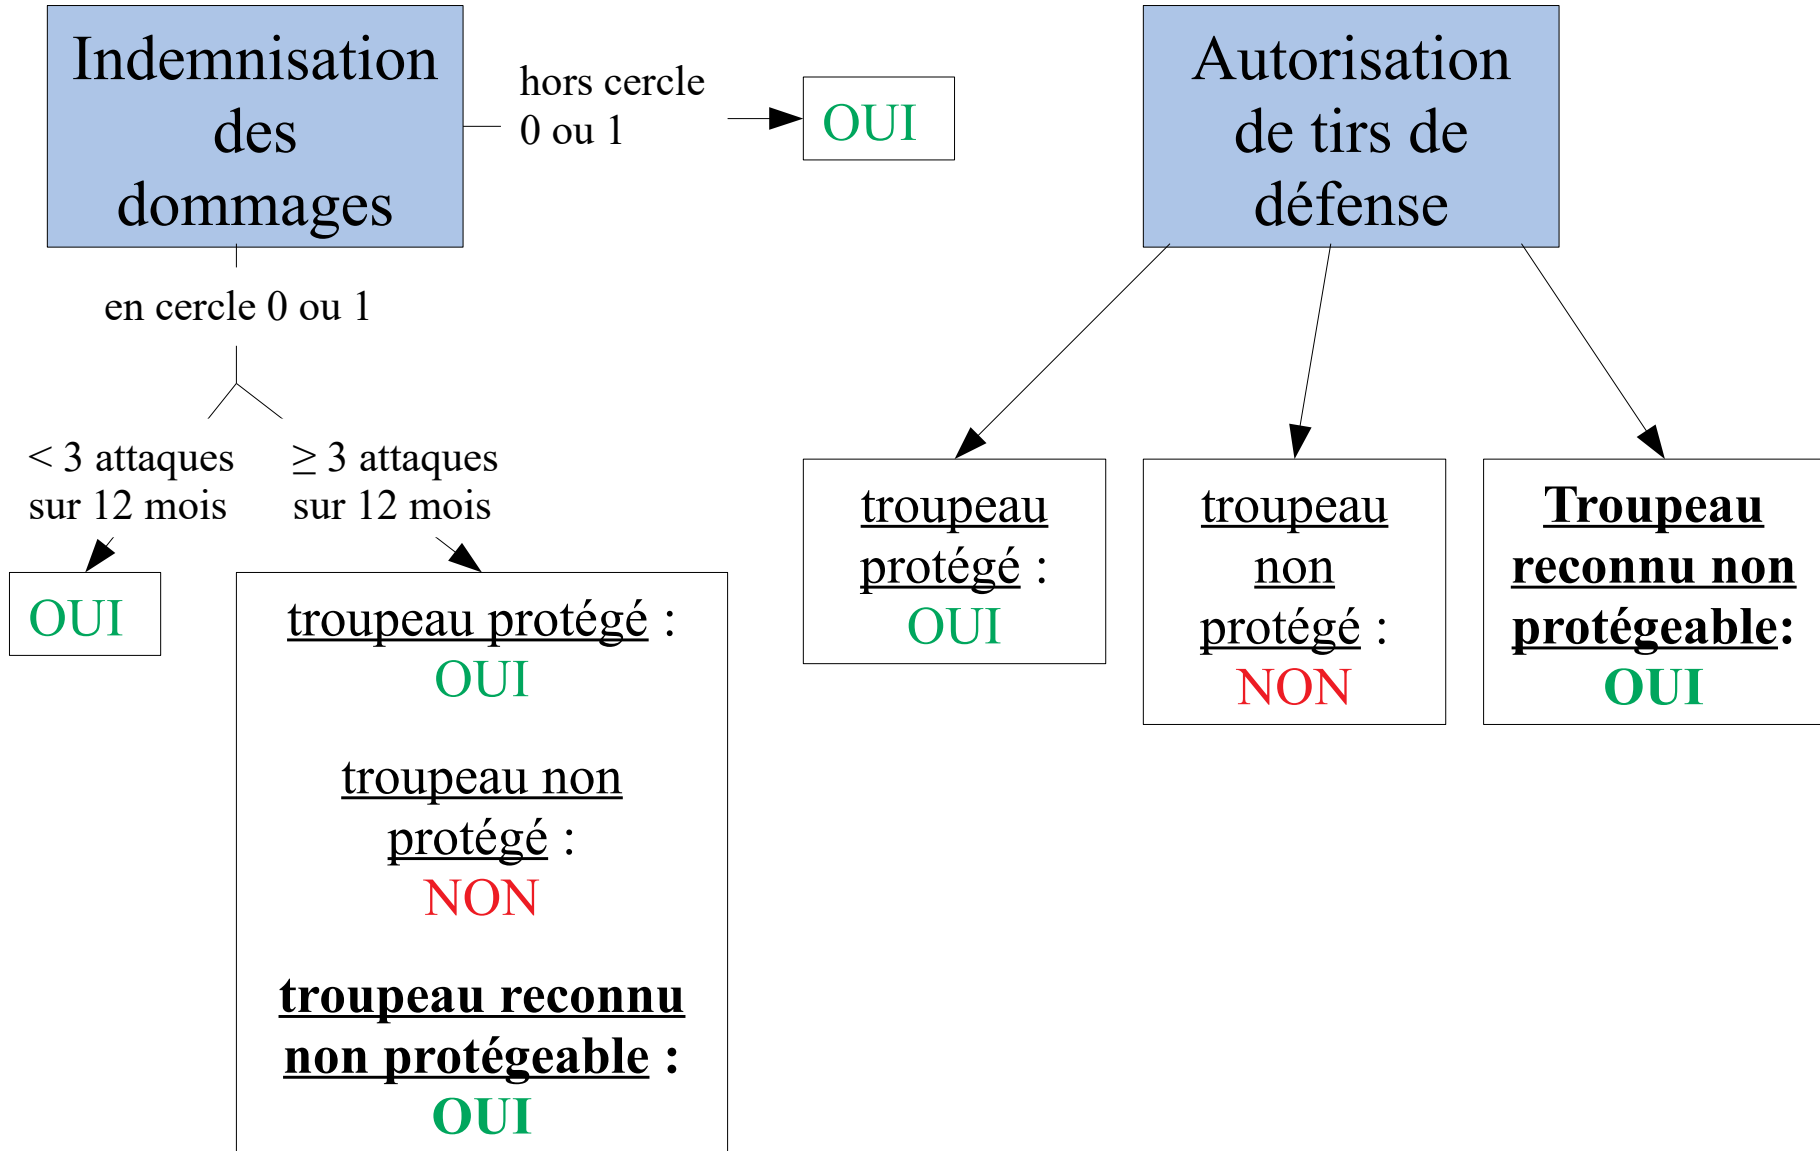 Indemnisation
des
dommages
hors cercle
0 ou 1
OUI
en cercle 0 ou 1
< 3 attaques
sur 12 mois
OUI
≥ 3 attaques
sur 12 mois
troupeau protégé :
OUI
troupeau non
protégé :
NON
troupeau reconnu
non protégeable :
OUI
Autorisation
de tirs de
défense
troupeau
protégé :
OUI
troupeau
non
protégé :
NON
Troupeau
reconnu non
protégeable:
OUI